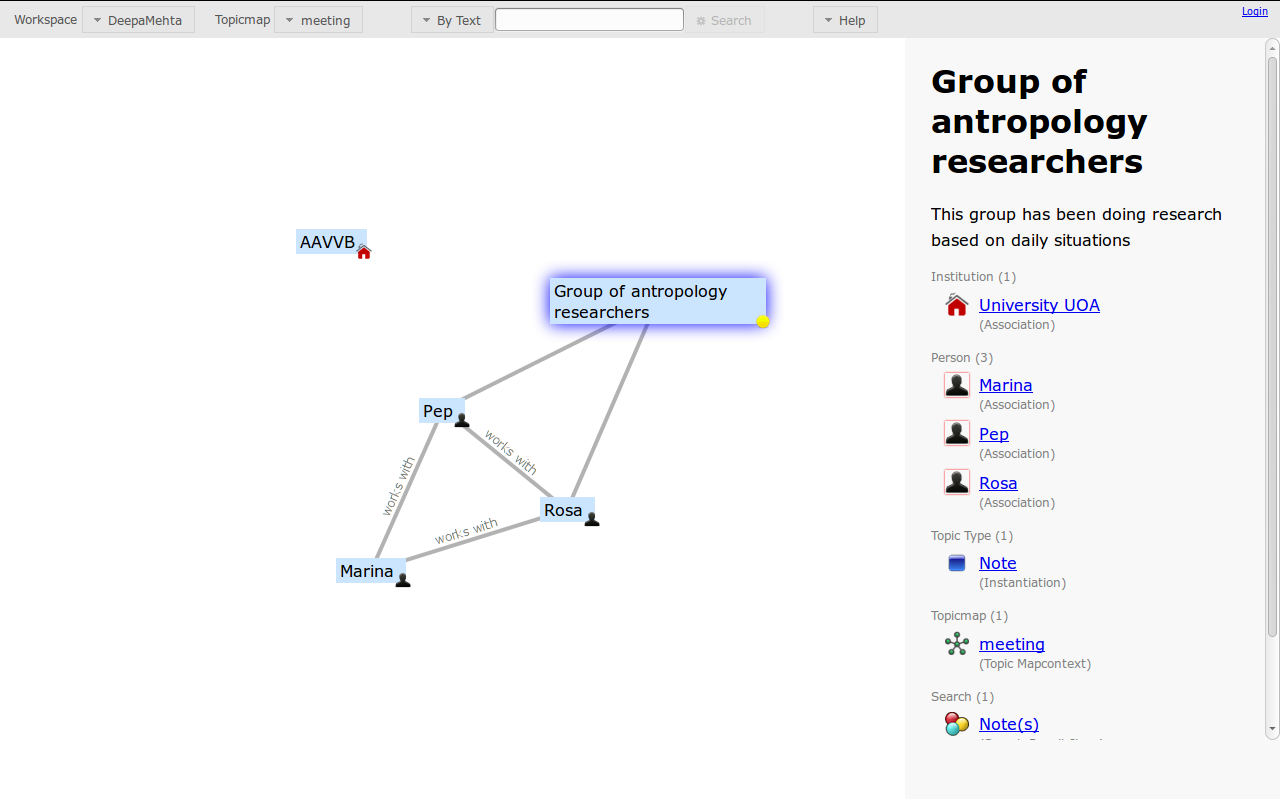 Workspace DeepaMehta Topicmap meeting By Text Search Help Login
AAVVB
Group of antropology
researchers
Pep
works with
works with
Rosa
works with
Marina
Group of
antropology
researchers
This group has been doing research
based on daily situations
Institution (1)
University UOA
(Association)
Person (3)
Marina
(Association)
Pep
(Association)
Rosa
(Association)
Topic Type (1)
Note
(Instantiation)
Topicmap (1)
meeting
(Topic Mapcontext)
Search (1)
Note(s)